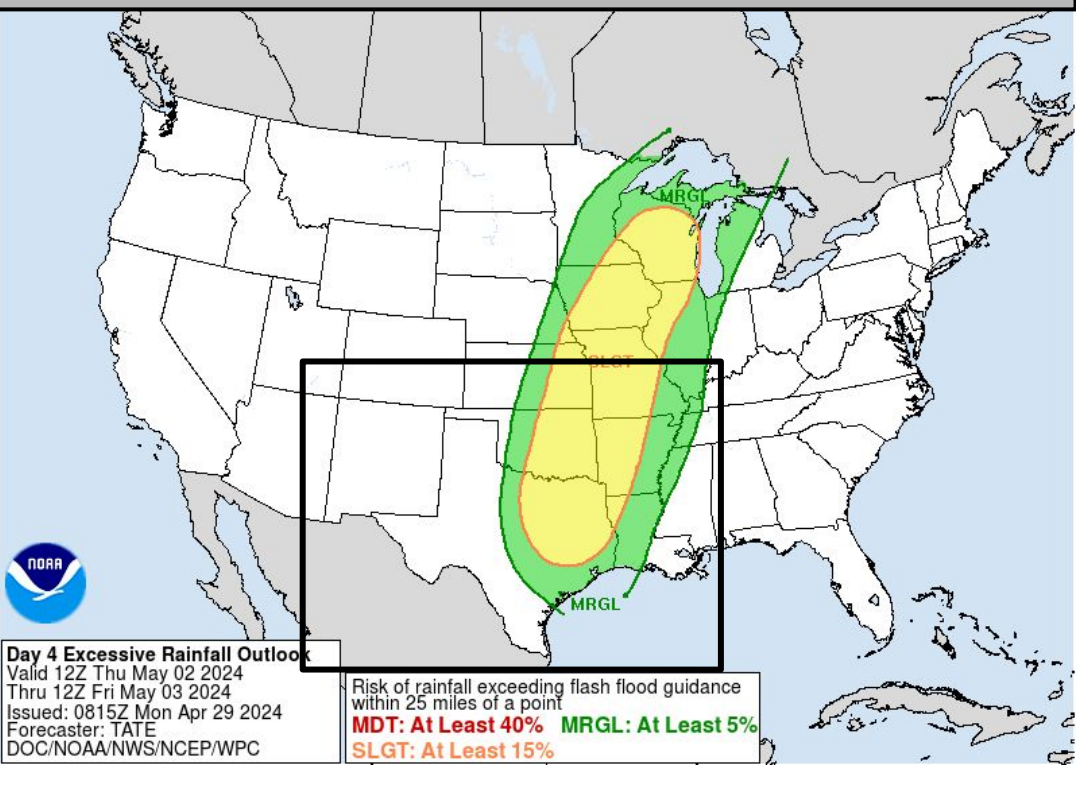 MRGL
SLGT
MRGL
NOAA
Day 4 Excessive Rainfall Outlook
Valid 12Z Thu May 02 2024
Thru 12Z Fri May 03 2024
Issued: 0815Z Mon Apr 29 2024
Forecaster: TATE
DOC/NOAA/NWS/NCEP/WPC
Risk of rainfall exceeding flash flood guidance
within 25 miles of a point
MDT: At Least 40% MRGL: At Least 5%
SLGT: At Least 15%